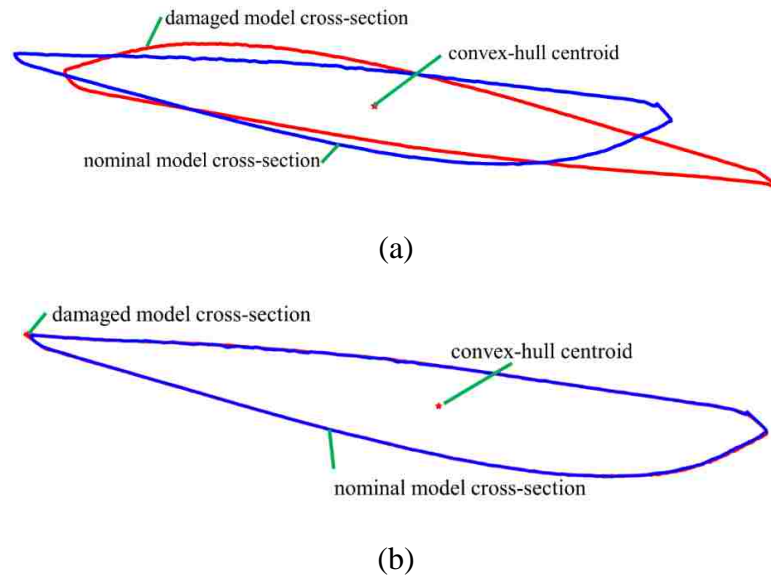 damaged model cross-section
convex-hull centroid
nominal model cross-section
(a)
damaged model cross-section
convex-hull centroid
nominal model cross-section
(b)